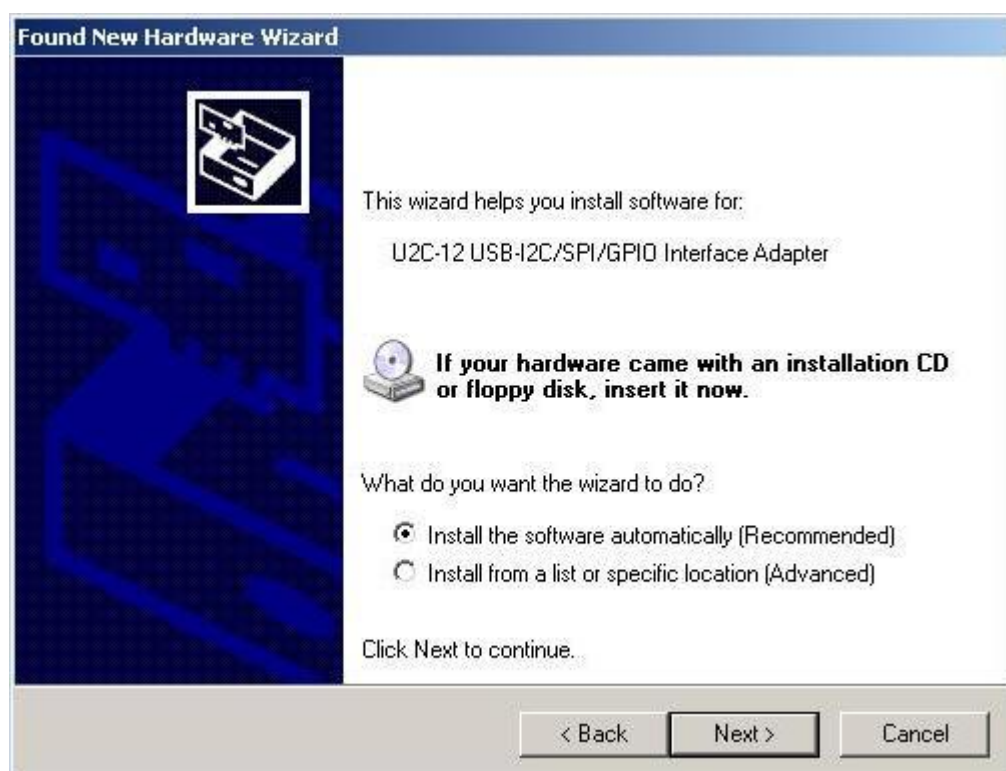 Found New Hardware Wizard
This wizard helps you install software for:
U2C-12 USB-I2C/SPI/GPIO Interface Adapter
If your hardware came with an installation CD
or floppy disk, insert it now.
What do you want the wizard to do?
Install the software automatically (Recommended)
Install from a list or specific location (Advanced)
Click Next to continue.
< Back
Next >
Cancel